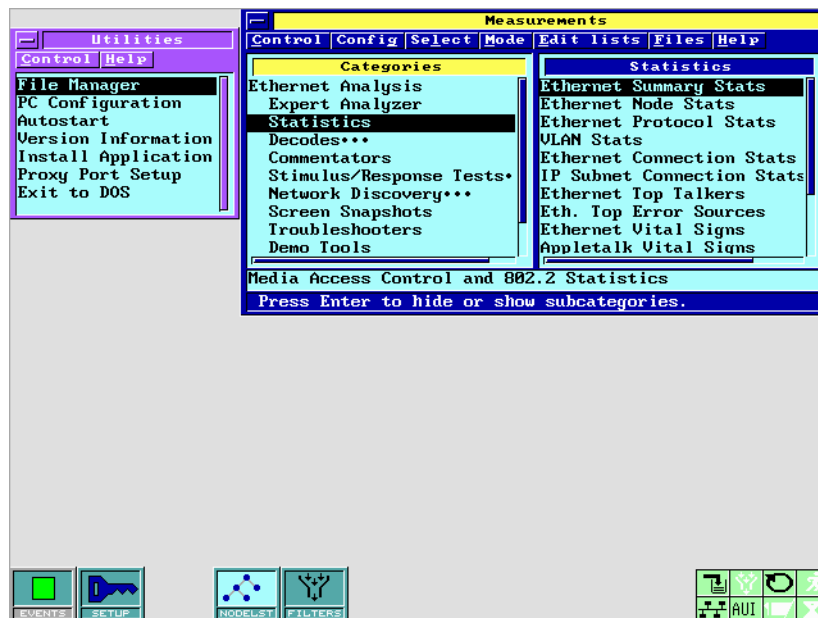 Utilities
Control Help
File Manager
PC Configuration
Autostart
Version Information
Install Application
Proxy Port Setup
Exit to DOS
Measurements
Control Config Select Mode Edit lists Files Help
Categories
Ethernet Analysis
Expert Analyzer
Statistics
Decodes•••
Commentators
Stimulus/Response Tests•
Network Discovery•••
Screen Snapshots
Troubleshooters
Demo Tools
Statistics
Ethernet Summary Stats
Ethernet Node Stats
Ethernet Protocol Stats
VLAN Stats
Ethernet Connection Stats
IP Subnet Connection Stats
Ethernet Top Talkers
Eth. Top Error Sources
Ethernet Vital Signs
Appletalk Vital Signs
Media Access Control and 802.2 Statistics
Press Enter to hide or show subcategories.
EVENTS
SETUP
NODELST
FILTERS
AUI